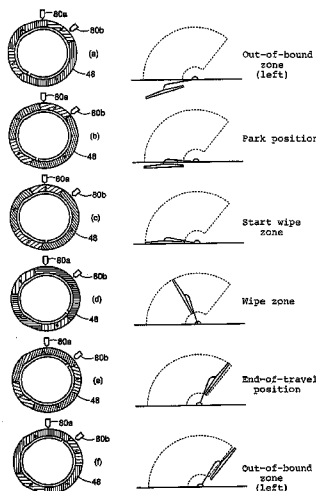 80a
80b
(a)
48
Out-of-bound
zone
(left)
80a
80b
(b)
48
Park position
80a
80b
(c)
48
Start wipe
zone
80a
80b
(d)
48
Wipe zone
80a
80b
(e)
48
End-of-travel
position
80a
80b
(f)
48
Out-of-bound
zone
(left)